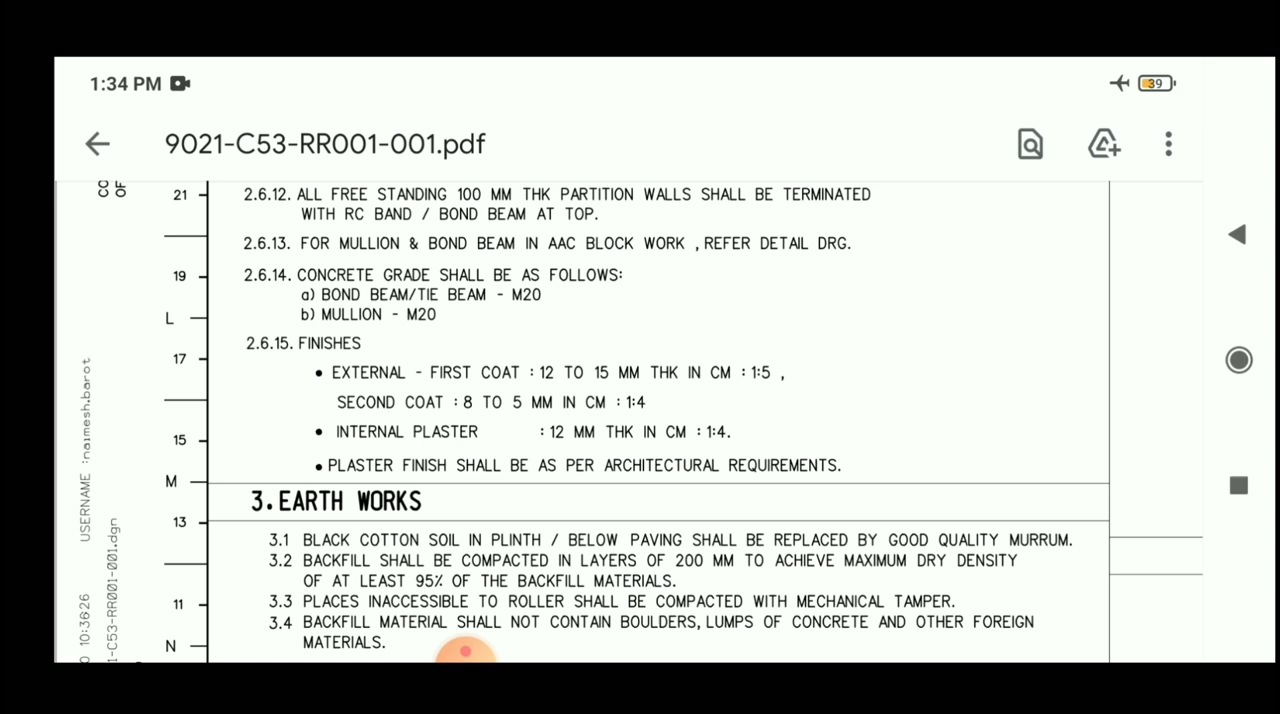 1:34 PM
39
9021-C53-RR001-001.pdf
21
2.6.12. ALL FREE STANDING 100 MM THK PARTITION WALLS SHALL BE TERMINATED
WITH RC BAND / BOND BEAM AT TOP.
2.6.13. FOR MULLION & BOND BEAM IN AAC BLOCK WORK , REFER DETAIL DRG.
19
2.6.14. CONCRETE GRADE SHALL BE AS FOLLOWS:
a) BOND BEAM/TIE BEAM - M20
L
b) MULLION - M20
2.6.15. FINISHES
17
• EXTERNAL - FIRST COAT : 12 TO 15 MM THK IN CM : 1:5 ,
SECOND COAT : 8 TO 5 MM IN CM : 1:4
15
• INTERNAL PLASTER : 12 MM THK IN CM : 1:4.
• PLASTER FINISH SHALL BE AS PER ARCHITECTURAL REQUIREMENTS.
M
3. EARTH WORKS
13
3.1 BLACK COTTON SOIL IN PLINTH / BELOW PAVING SHALL BE REPLACED BY GOOD QUALITY MURRUM.
3.2 BACKFILL SHALL BE COMPACTED IN LAYERS OF 200 MM TO ACHIEVE MAXIMUM DRY DENSITY
OF AT LEAST 95% OF THE BACKFILL MATERIALS.
11
3.3 PLACES INACCESSIBLE TO ROLLER SHALL BE COMPACTED WITH MECHANICAL TAMPER.
3.4 BACKFILL MATERIAL SHALL NOT CONTAIN BOULDERS, LUMPS OF CONCRETE AND OTHER FOREIGN
N
MATERIALS.
10:36:26 USERNAME :naimesh.barot
1-C53-RR001-001.dgn